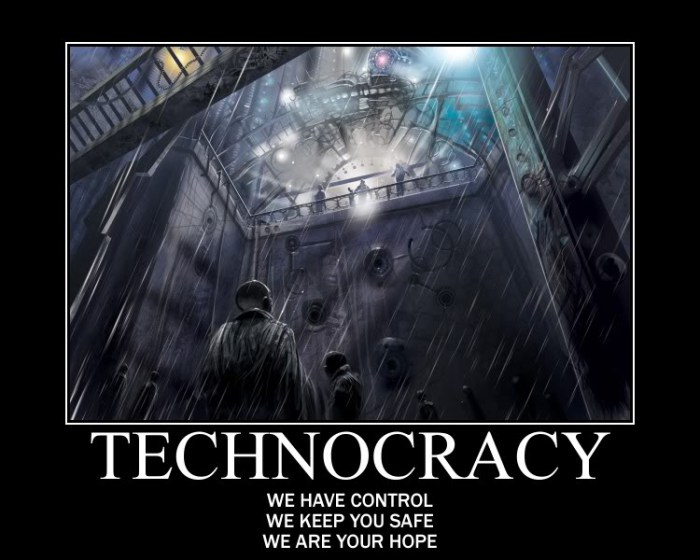 TECHNOCRACY
WE HAVE CONTROL
WE KEEP YOU SAFE
WE ARE YOUR HOPE